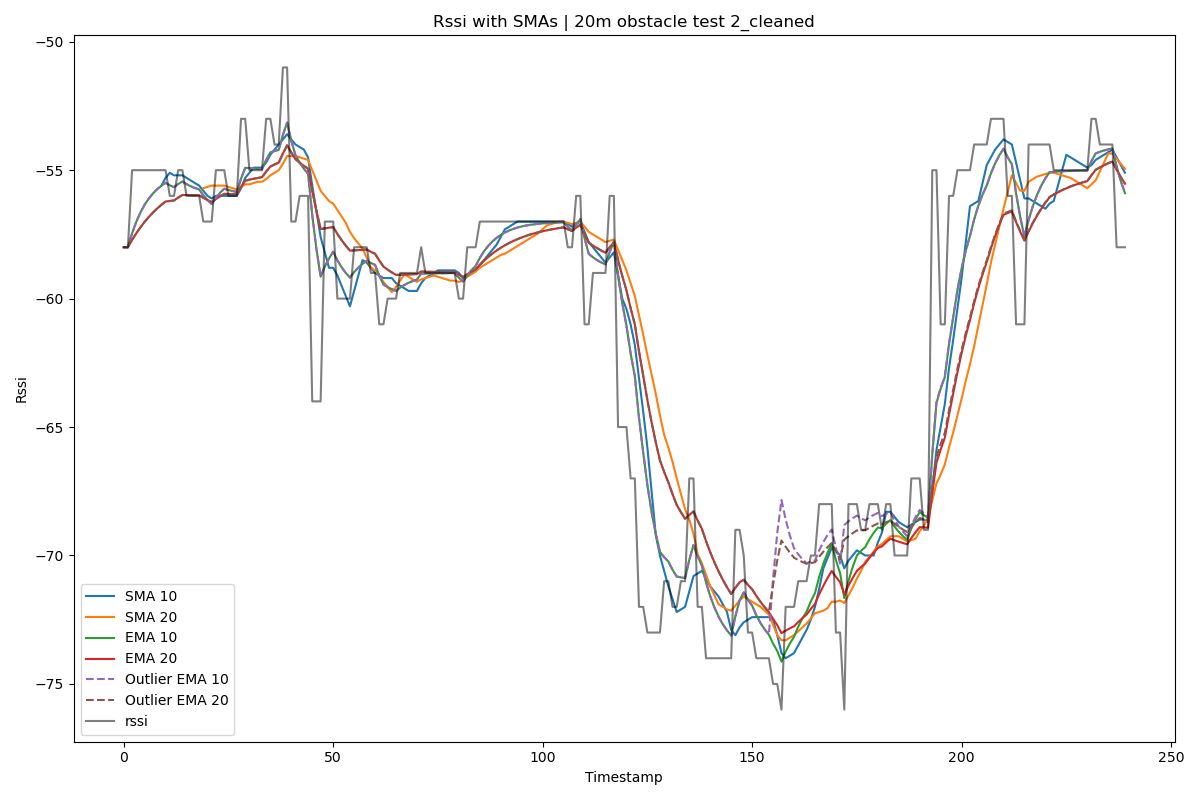 Rssi with SMAs | 20m obstacle test 2_cleaned
−50
−55
−60
−65
−70
−75
Rssi
SMA 10
SMA 20
EMA 10
EMA 20
Outlier EMA 10
Outlier EMA 20
rssi
0
50
100
150
200
250
Timestamp